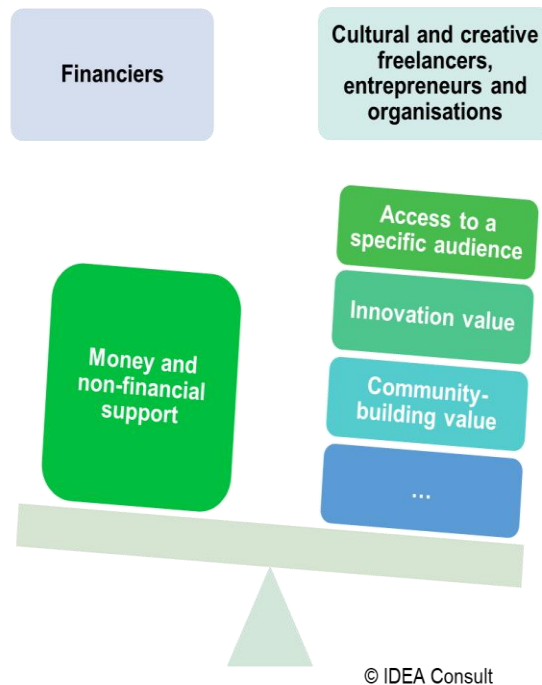 Financiers
Cultural and creative
freelancers,
entrepreneurs and
organisations
Access to a
specific audience
Innovation value
Money and
non-financial
support
Community-
building value
...
© IDEA Consult